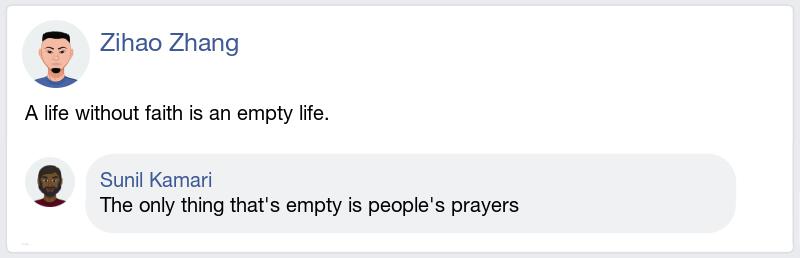 Zihao Zhang
A life without faith is an empty life.
Sunil Kamari
The only thing that's empty is people's prayers